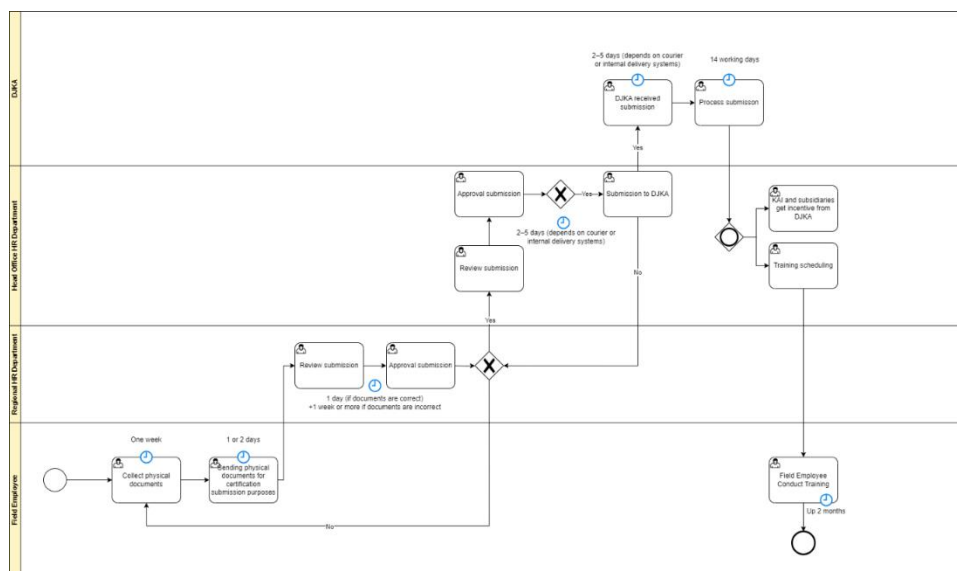 DJKA
2–5 days (depends on courier
or internal delivery systems)
14 working days
DJKA received
submission
Process submisson
Yes
Head Office HR Department
Approval submission
Yes
Submission to DJKA
2–5 days (depends on courier or
internal delivery systems)
Review submission
No
KAI and subsidiaries
get incentive from
DJKA
Training scheduling
Yes
Regional HR Department
Review submission
Approval submission
1 day (if documents are correct)
+1 week or more if documents are incorrect
Field Employee
One week
1 or 2 days
Collect physical
documents
Sending physical
documents for
certification
submission purposes
No
Field Employee
Conduct Training
Up 2 months